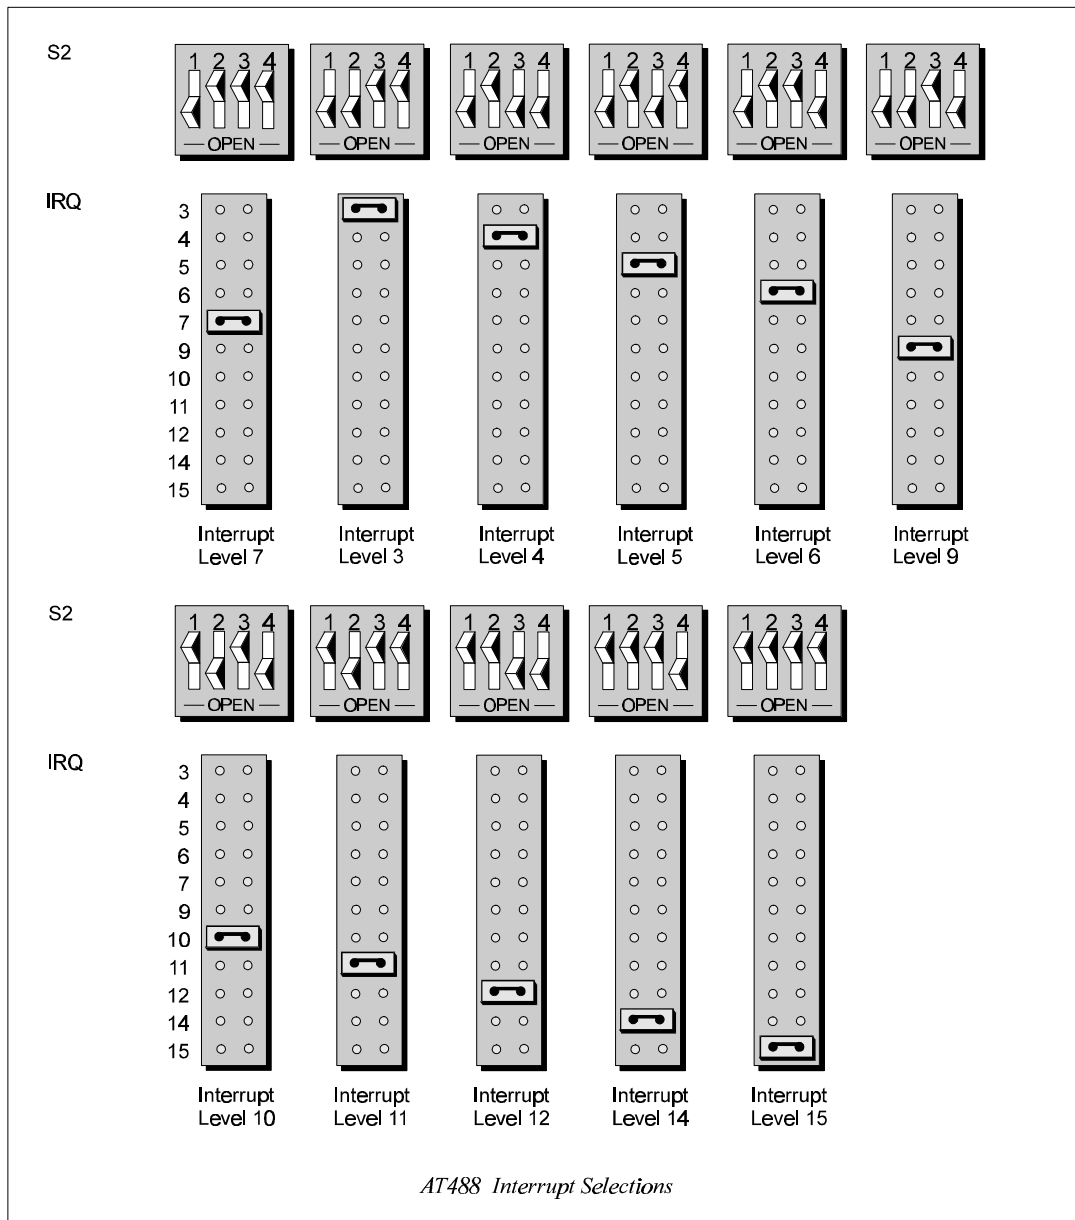 S2
1 2 3 4 1 2 3 4 1 2 3 4 1 2 3 4 1 2 3 4 1 2 3 4
OPEN OPEN OPEN OPEN OPEN OPEN
IRQ
3
4
5
6
7
9
10
11
12
14
15
Interrupt Level 7
Interrupt Level 3
Interrupt Level 4
Interrupt Level 5
Interrupt Level 6
Interrupt Level 9
S2
1 2 3 4 1 2 3 4 1 2 3 4 1 2 3 4 1 2 3 4
OPEN OPEN OPEN OPEN OPEN
IRQ
3
4
5
6
7
9
10
11
12
14
15
Interrupt Level 10
Interrupt Level 11
Interrupt Level 12
Interrupt Level 14
Interrupt Level 15
AT488 Interrupt Selections